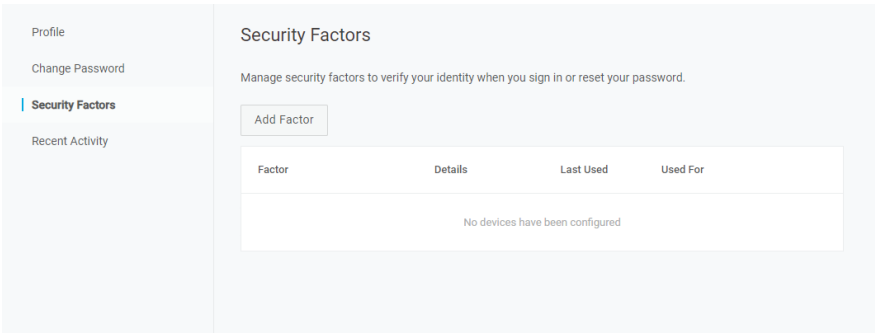 Profile
Change Password
Security Factors
Recent Activity
Security Factors
Manage security factors to verify your identity when you sign in or reset your password.
Add Factor
Factor Details Last Used Used For
No devices have been configured